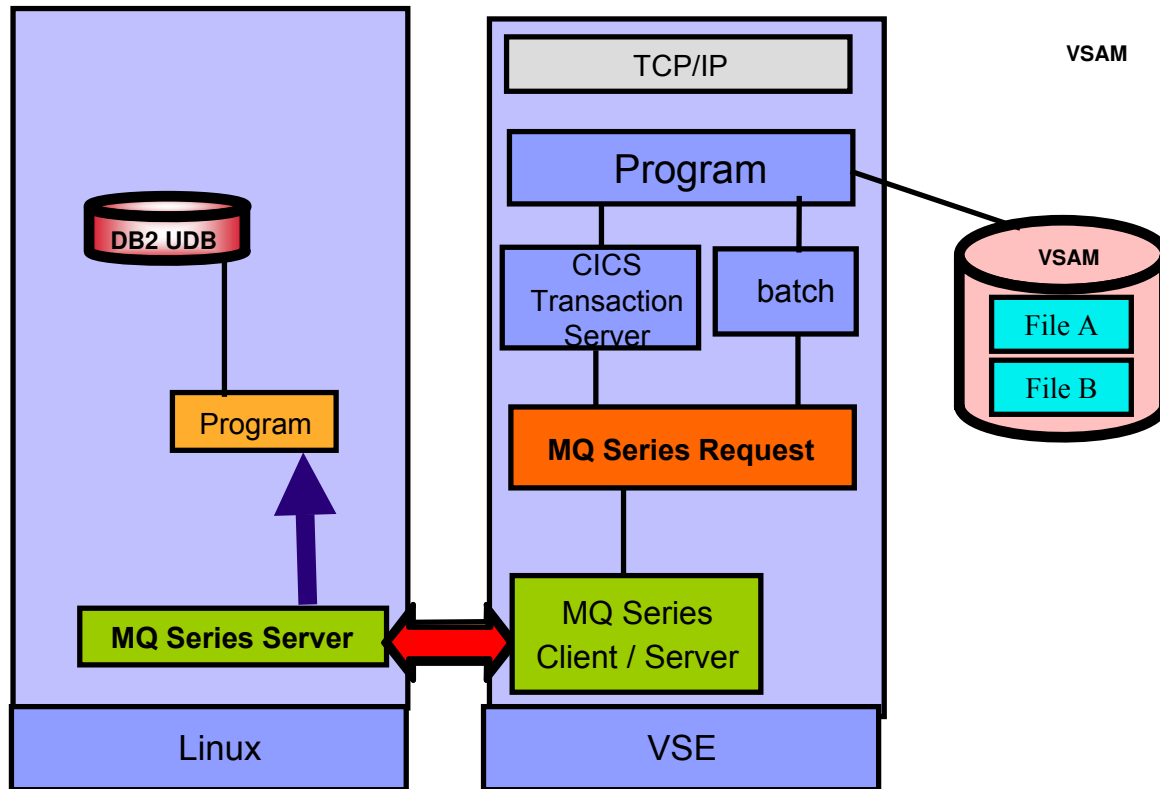 TCP/IP
VSAM
Program
DB2 UDB
CICS
Transaction
Server
batch
VSAM
File A
File B
Program
MQ Series Request
MQ Series Server
MQ Series
Client / Server
Linux
VSE